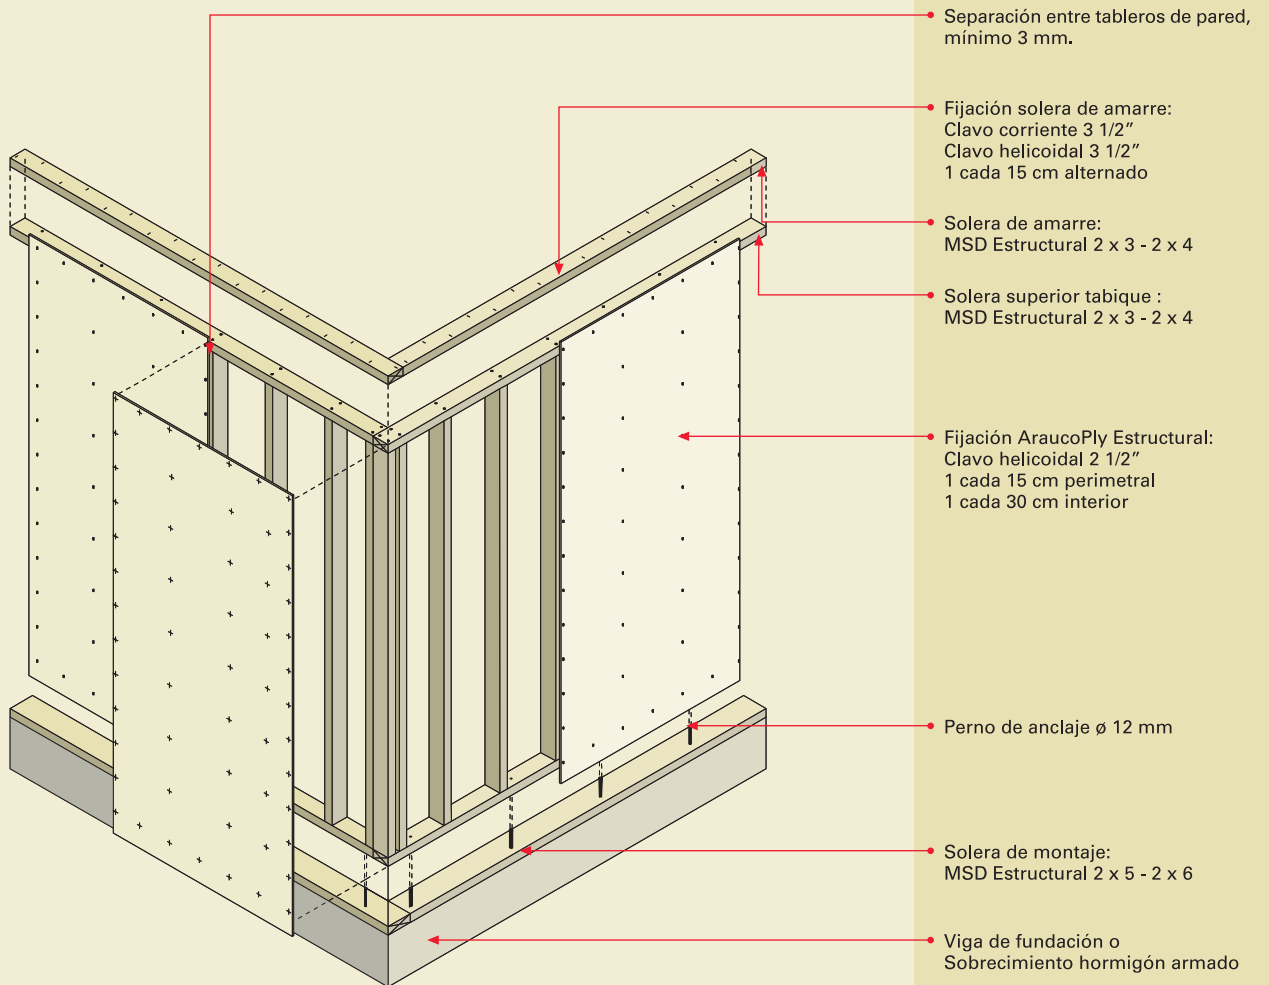 Separación entre tableros de pared,
mínimo 3 mm.
Fijación solera de amarre:
Clavo corriente 3 1/2”
Clavo helicoidal 3 1/2”
1 cada 15 cm alternado
Solera de amarre:
MSD Estructural 2 x 3 - 2 x 4
Solera superior tabique :
MSD Estructural 2 x 3 - 2 x 4
Fijación AraucoPly Estructural:
Clavo helicoidal 2 1/2”
1 cada 15 cm perimetral
1 cada 30 cm interior
Perno de anclaje ø 12 mm
Solera de montaje:
MSD Estructural 2 x 5 - 2 x 6
Viga de fundación o
Sobrecimiento hormigón armado